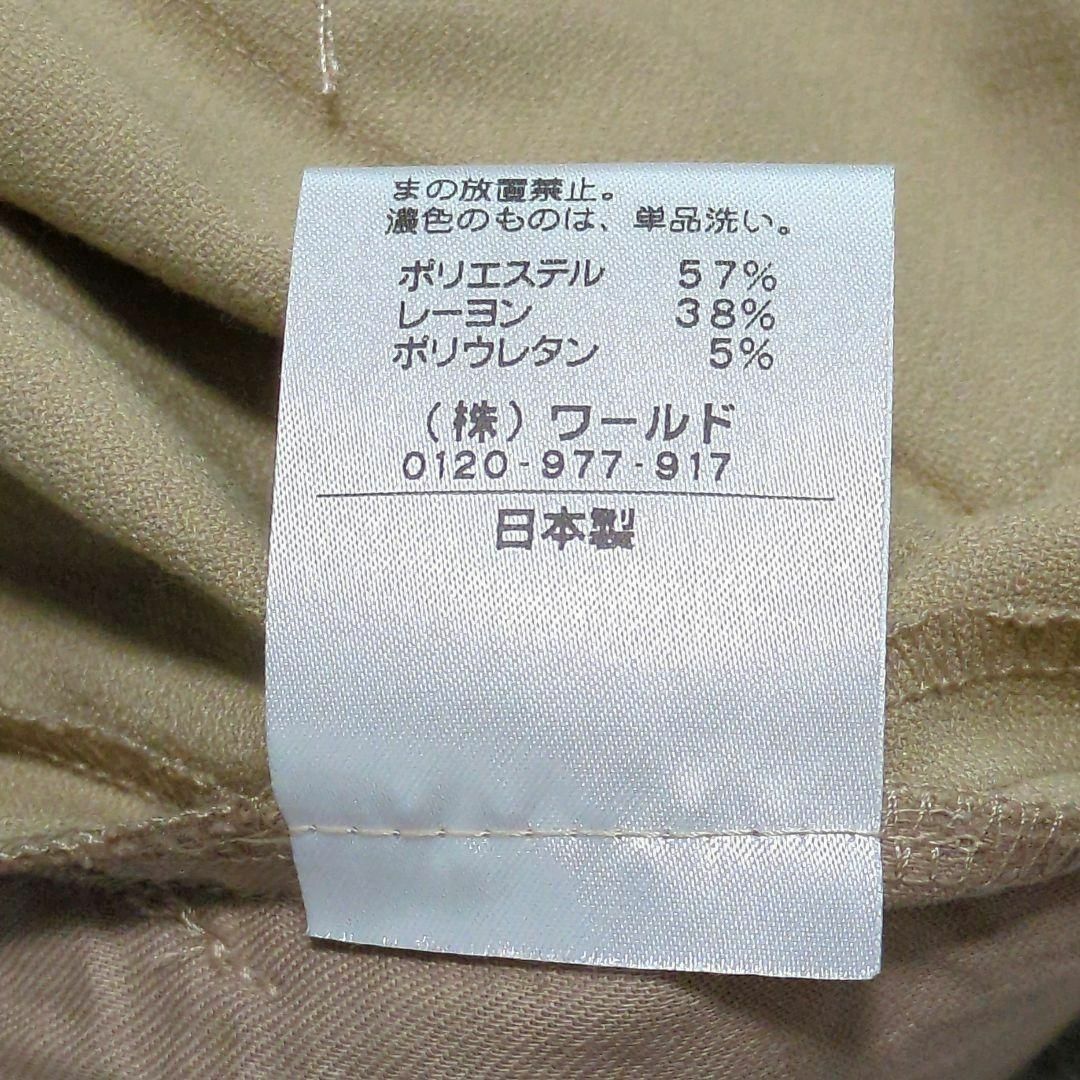 まの放置禁止。
濃色のものは、単品洗い。
ポリエステル 57%
レーヨン 38%
ポリウレタン 5%
(株)ワールド
0120-977-917
日本製